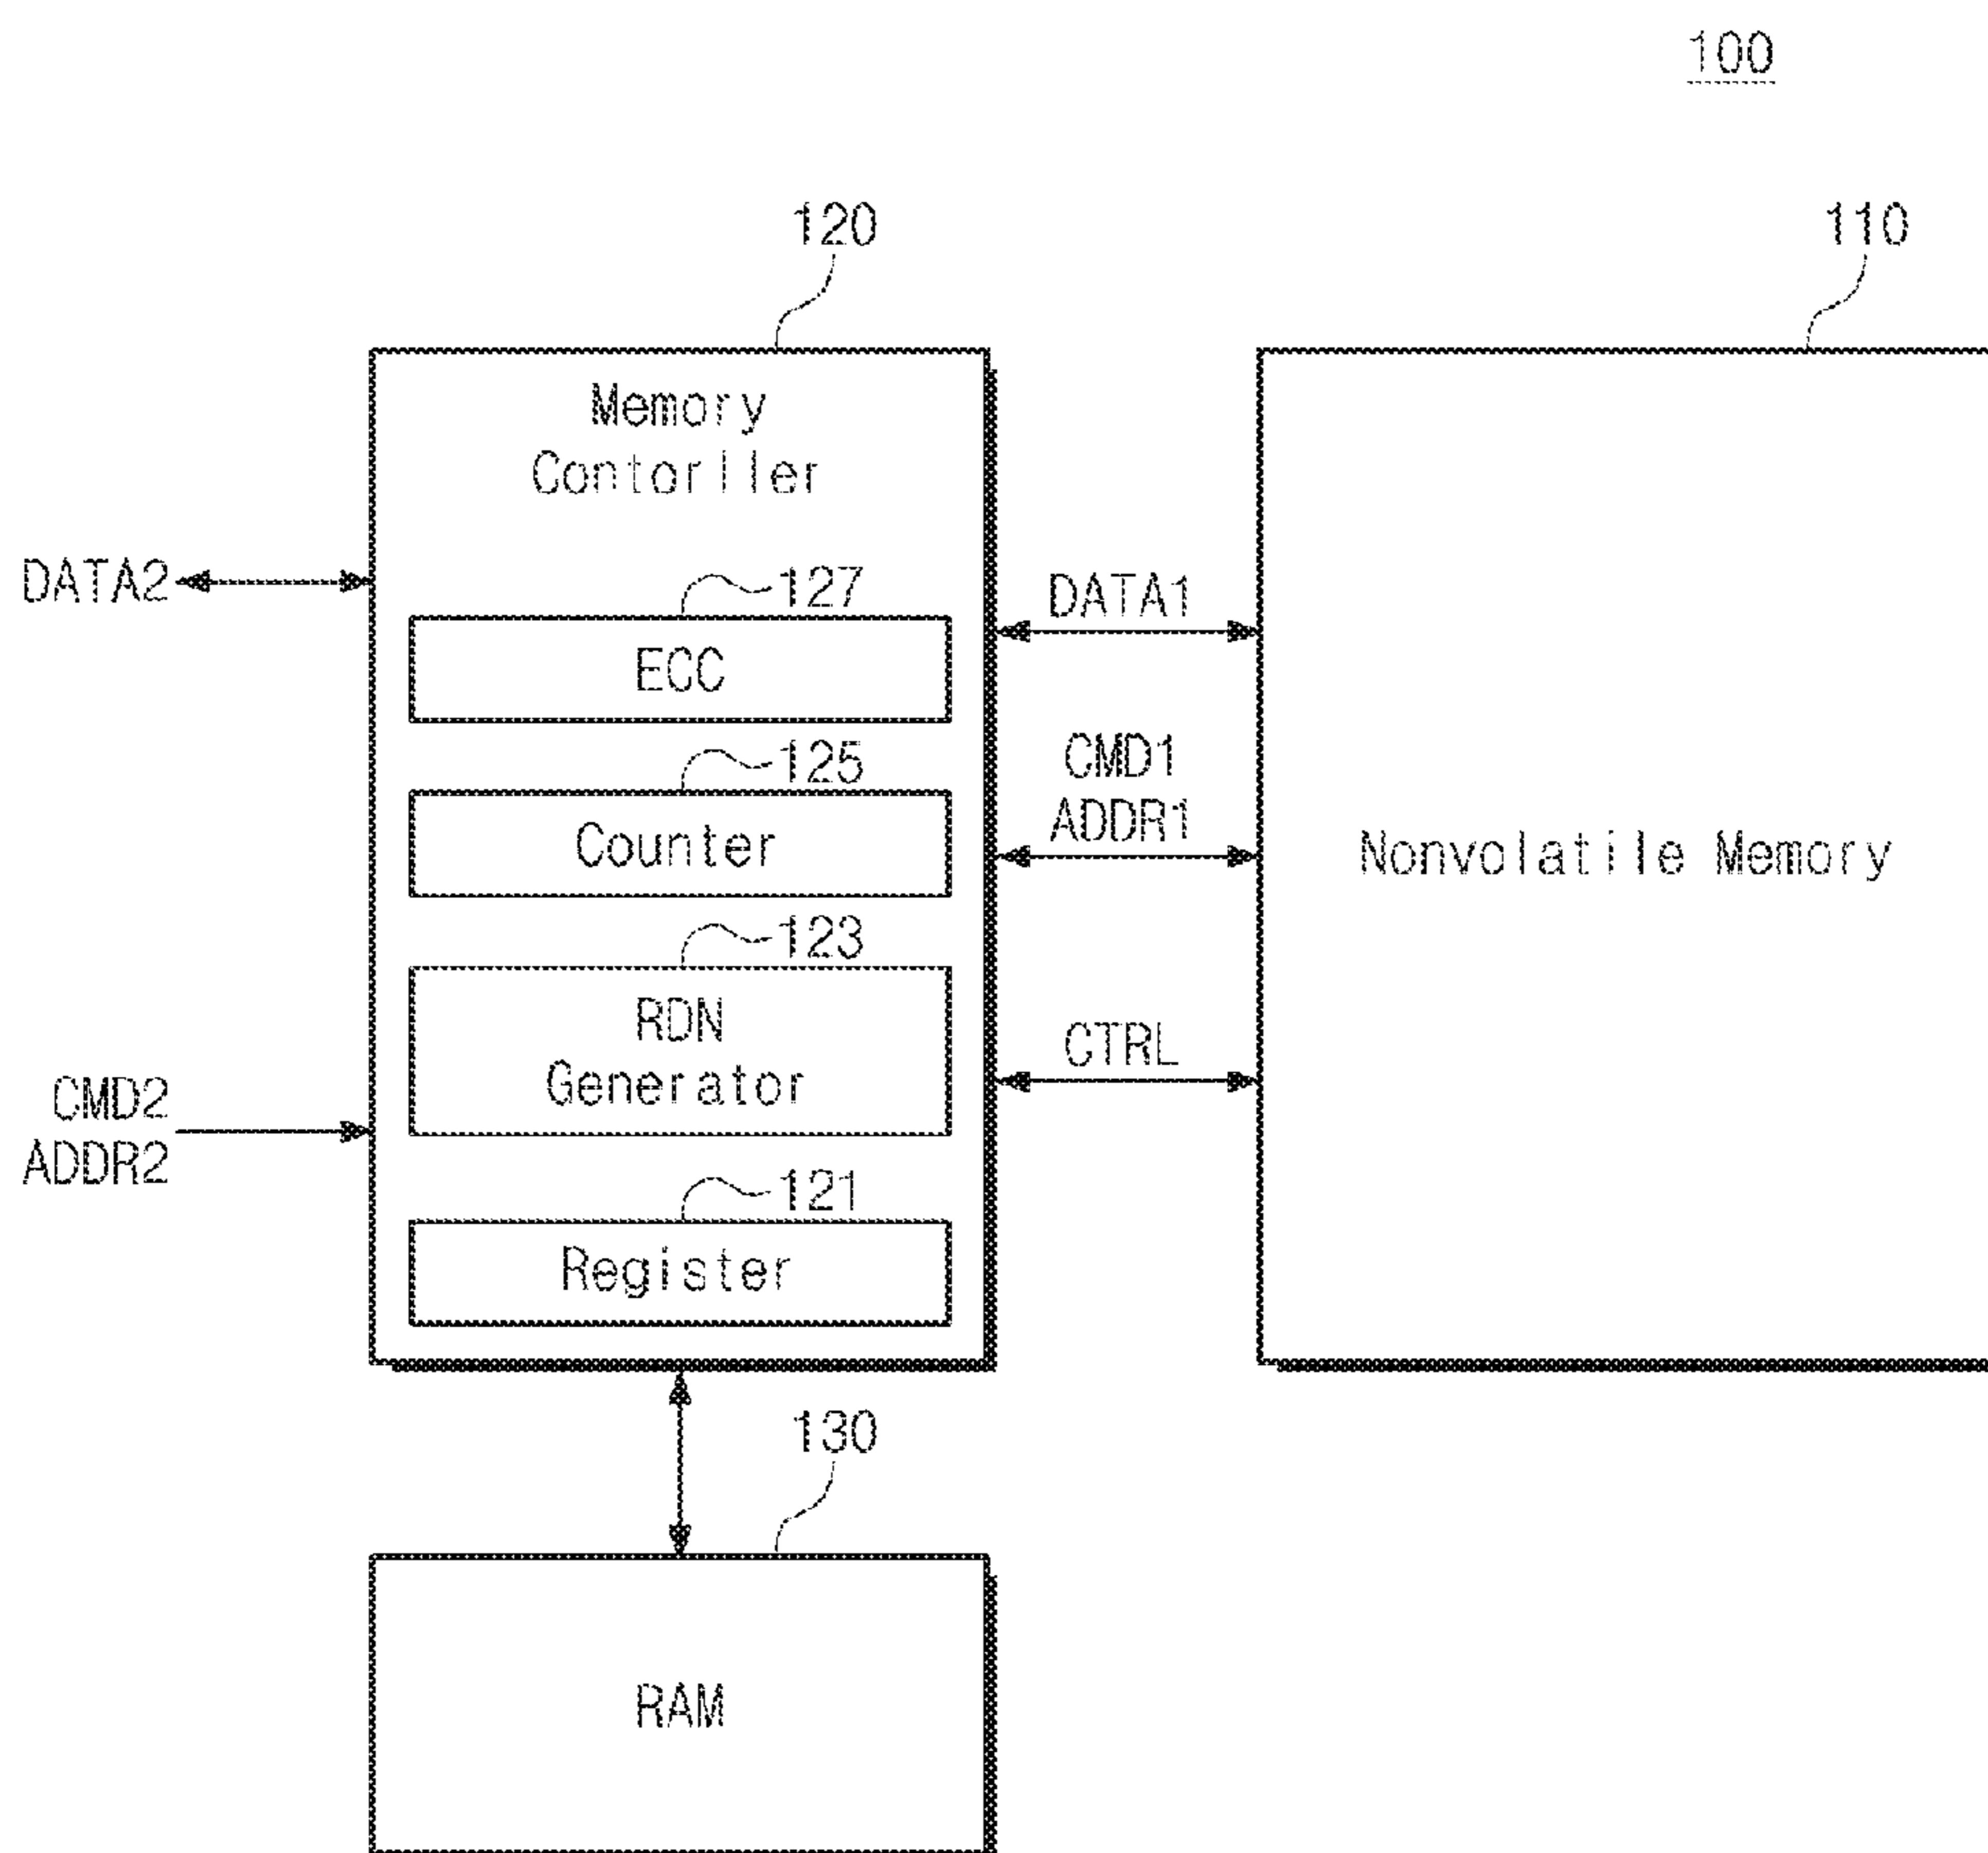 100
120
110
Memory
Contorller
DATA2
127
DATA1
ECC
125
CMD1
ADDR1
Counter
Nonvolatile Memory
123
RDN
Generator
CTRL
CMD2
ADDR2
121
Register
130
RAM